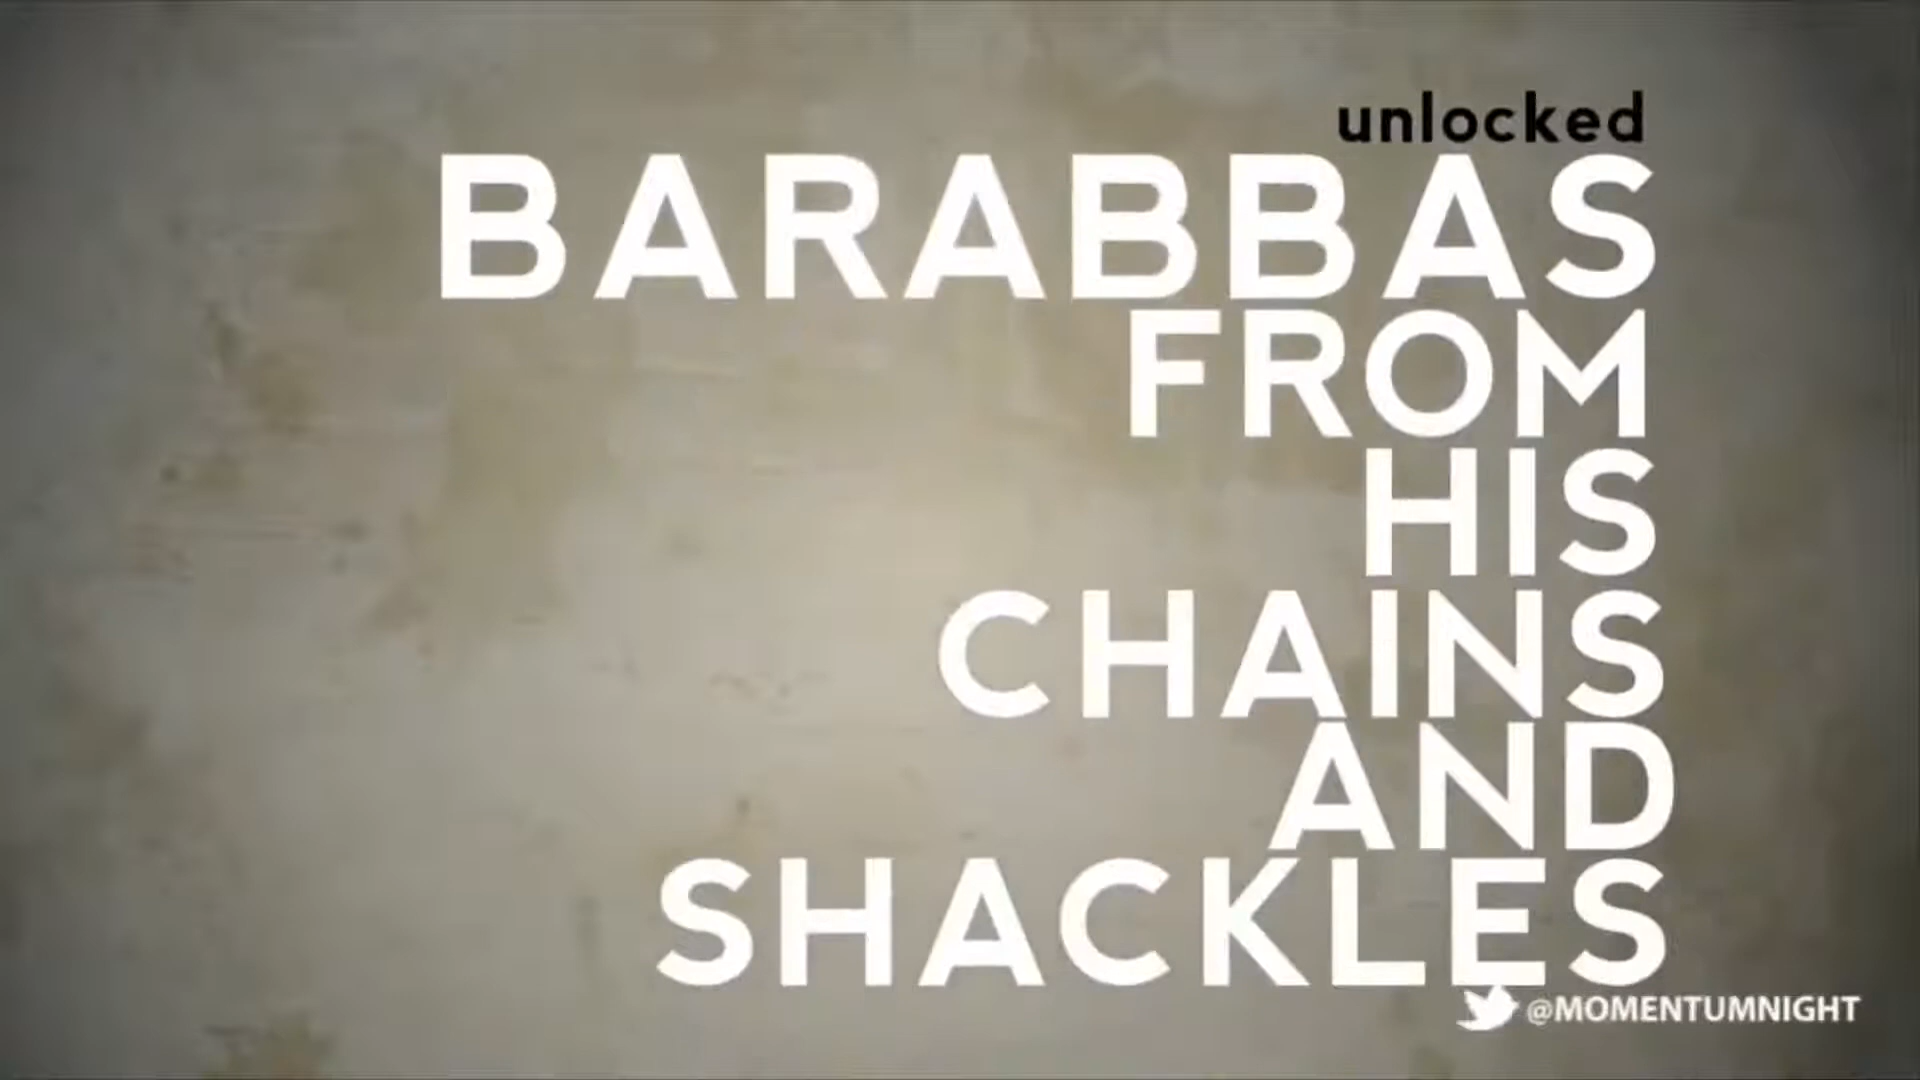 unlocked
BARABBAS
FROM
HIS
CHAINS
AND
SHACKLES
@MOMENTUMNIGHT